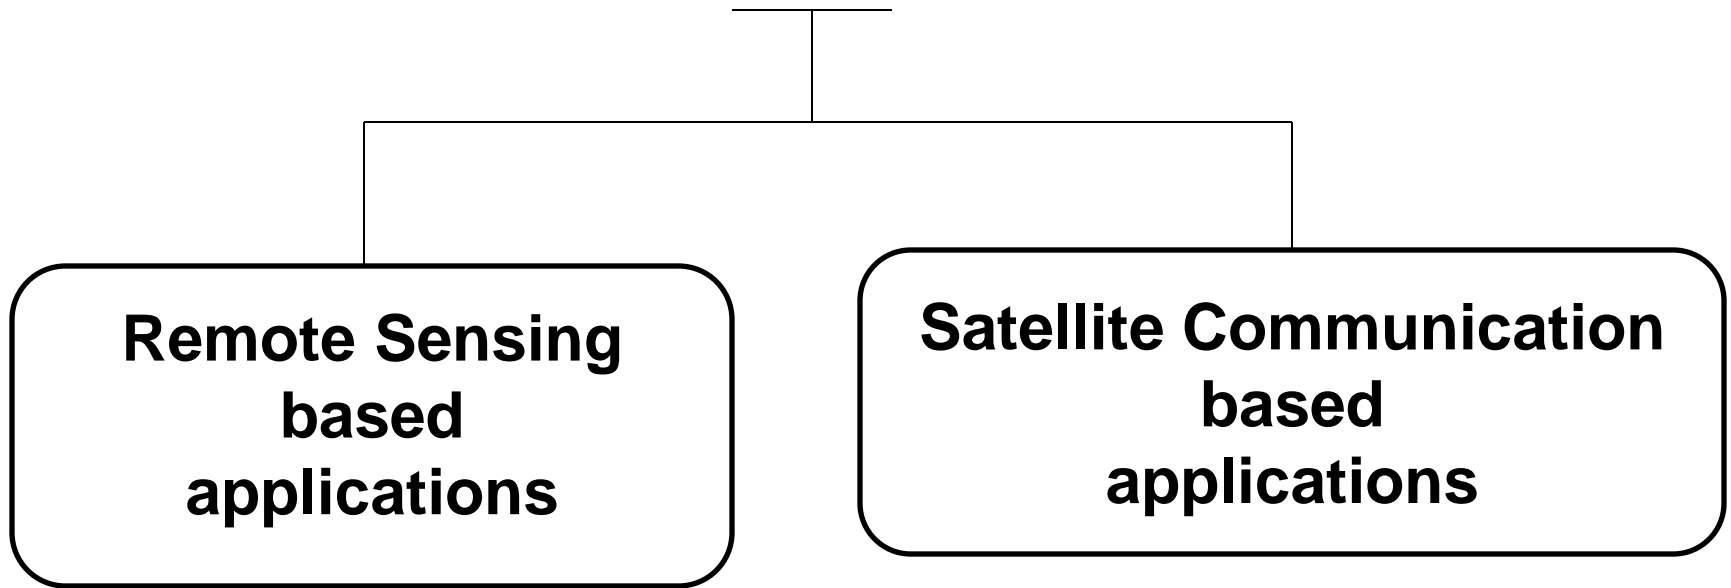 Remote Sensing
based
applications
Satellite Communication
based
applications